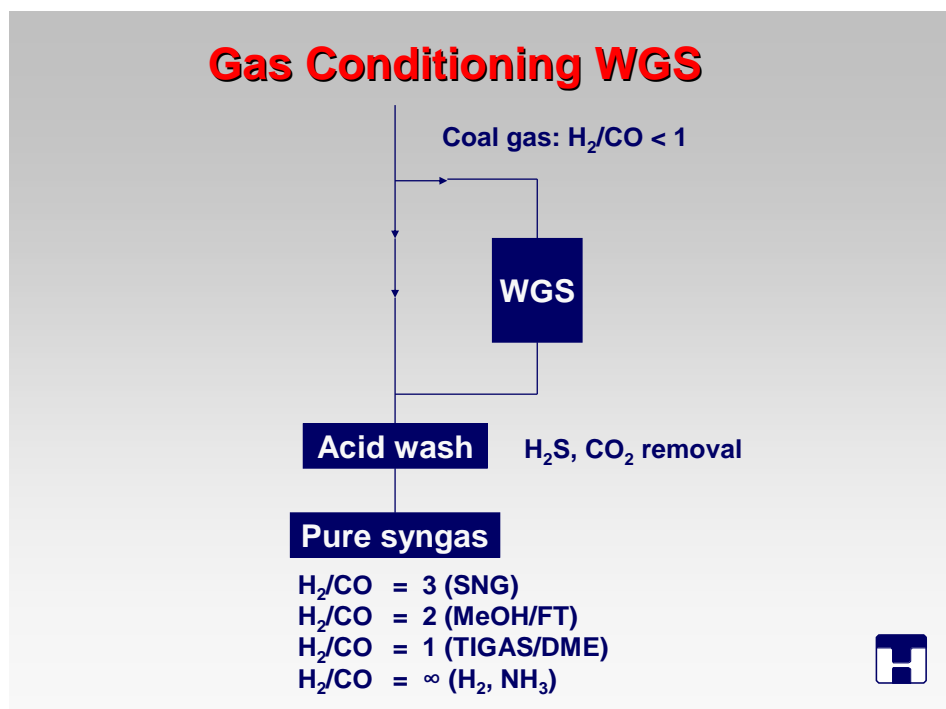 Gas Conditioning WGS
Coal gas: H₂/CO < 1
WGS
Acid wash
H₂S, CO₂ removal
Pure syngas
H₂/CO = 3 (SNG)
H₂/CO = 2 (MeOH/FT)
H₂/CO = 1 (TIGAS/DME)
H₂/CO = ∞ (H₂, NH₃)